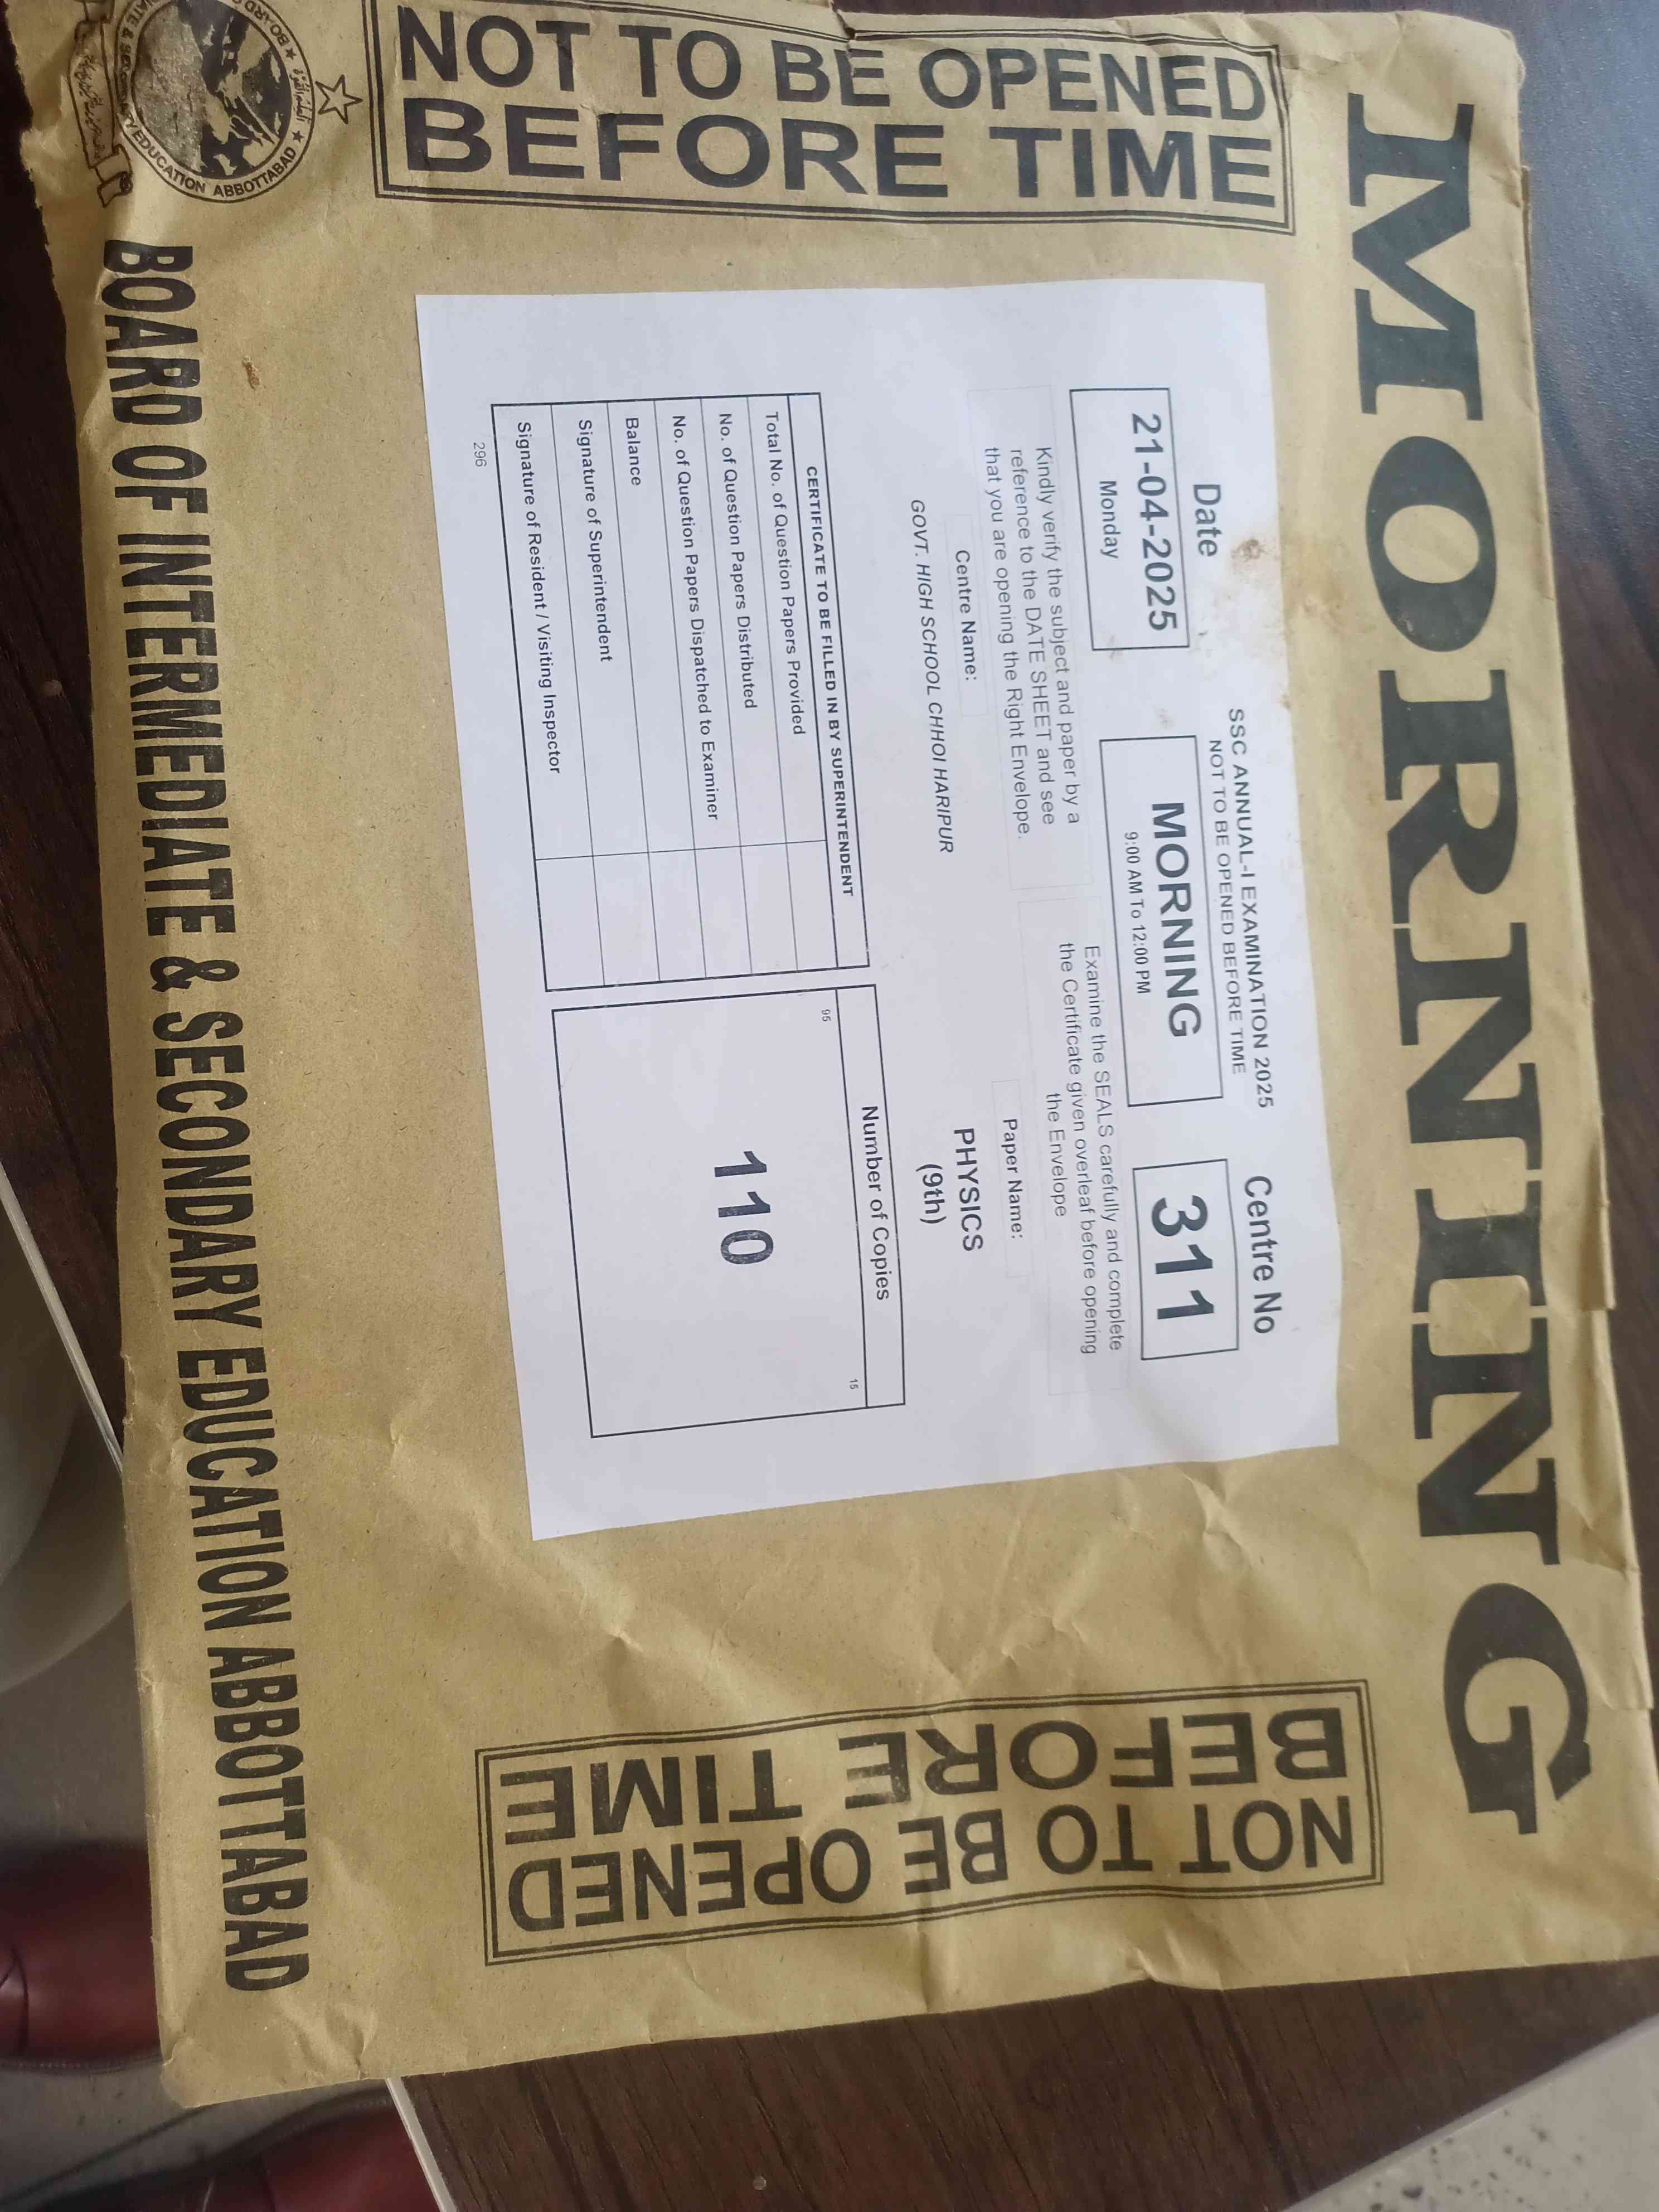 MORNING
NOT TO BE OPENED
BEFORE TIME
SSC ANNUAL-I EXAMINATION 2025
NOT TO BE OPENED BEFORE TIME
Date
21-04-2025
Monday
MORNING
9:00 AM To 12:00 PM
Centre No
311
Kindly verify the subject and paper by a
reference to the DATE SHEET and see
that you are opening the Right Envelope.
Examine the SEALS carefully and complete
the Certificate given overleaf before opening
the Envelope
Centre Name:
GOVT. HIGH SCHOOL CHHOI HARIPUR
Paper Name:
PHYSICS
(9th)
CERTIFICATE TO BE FILLED IN BY SUPERINTENDENT
Total No. of Question Papers Provided
No. of Question Papers Distributed
No. of Question Papers Dispatched to Examiner
Balance
Signature of Superintendent
Signature of Resident / Visiting Inspector
296
Number of Copies
95
15
110
NOT TO BE OPENED
BEFORE TIME
EDUCATION ABBOTTABAD
BOARD OF INTERMEDIATE & SECONDARY EDUCATION ABBOTTABAD